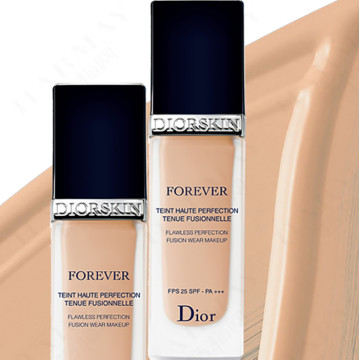 DIORSKIN
FOREVER
TEINT HAUTE PERFECTION
TENUE FUSIONNELLE
FLAWLESS PERFECTION
FUSION WEAR MAKEUP
FPS 25 SPF - PA +++
Dior
DIORSKIN
FOREVER
TEINT HAUTE PERFECTION
TENUE FUSIONNELLE
FLAWLESS PERFECTION
FUSION WEAR MAKEUP